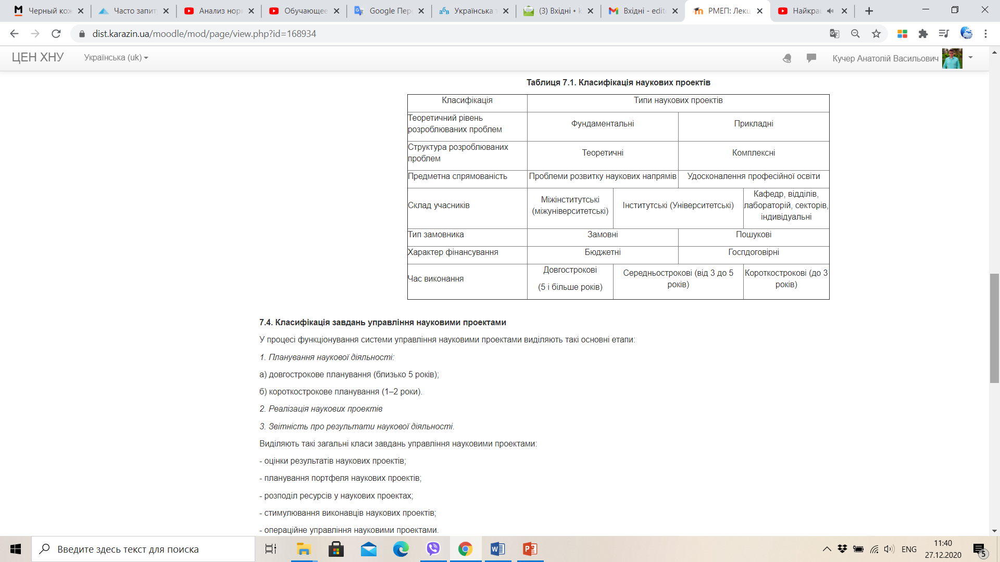 Черный кож
Часто запит
Анализ нор
Обучающее
Google Пер
Українська
(3) Вхідні •
Вхідні - edit
РМЕП: Лекц
Найкра
dist.karazin.ua/moodle/mod/page/view.php?id=168934
ЦЕН ХНУ
Українська (uk)
Кучер Анатолій Васильович
Таблиця 7.1. Класифікація наукових проектів
Класифікація
Типи наукових проектів
Теоретичний рівень
розроблюваних проблем
Фундаментальні
Прикладні
Структура розроблюваних
проблем
Теоретичні
Комплексні
Предметна спрямованість
Проблеми розвитку наукових напрямів
Удосконалення професійної освіти
Склад учасників
Міжінститутські
(міжуніверситетські)
Інститутські (Університетські)
Кафедр, відділів,
лабораторій, секторів,
індивідуальні
Тип замовника
Замовні
Пошукові
Характер фінансування
Бюджетні
Госпдоговірні
Час виконання
Довгострокові
(5 і більше років)
Середньострокові (від 3 до 5
років)
Короткострокові (до 3
років)
7.4. Класифікація завдань управління науковими проектами
У процесі функціонування системи управління науковими проектами виділяють такі основні етапи:
1. Планування наукової діяльності:
а) довгострокове планування (близько 5 років);
б) короткострокове планування (1–2 роки).
2. Реалізація наукових проектів
3. Звітність про результати наукової діяльності.
Виділяють такі загальні класи завдань управління науковими проектами:
- оцінки результатів наукових проектів;
- планування портфеля наукових проектів;
- розподіл ресурсів у наукових проектах;
- стимулювання виконавців наукових проектів;
- операційне управління науковими проектами.
Введите здесь текст для поиска
ENG
11:40
27.12.2020
5